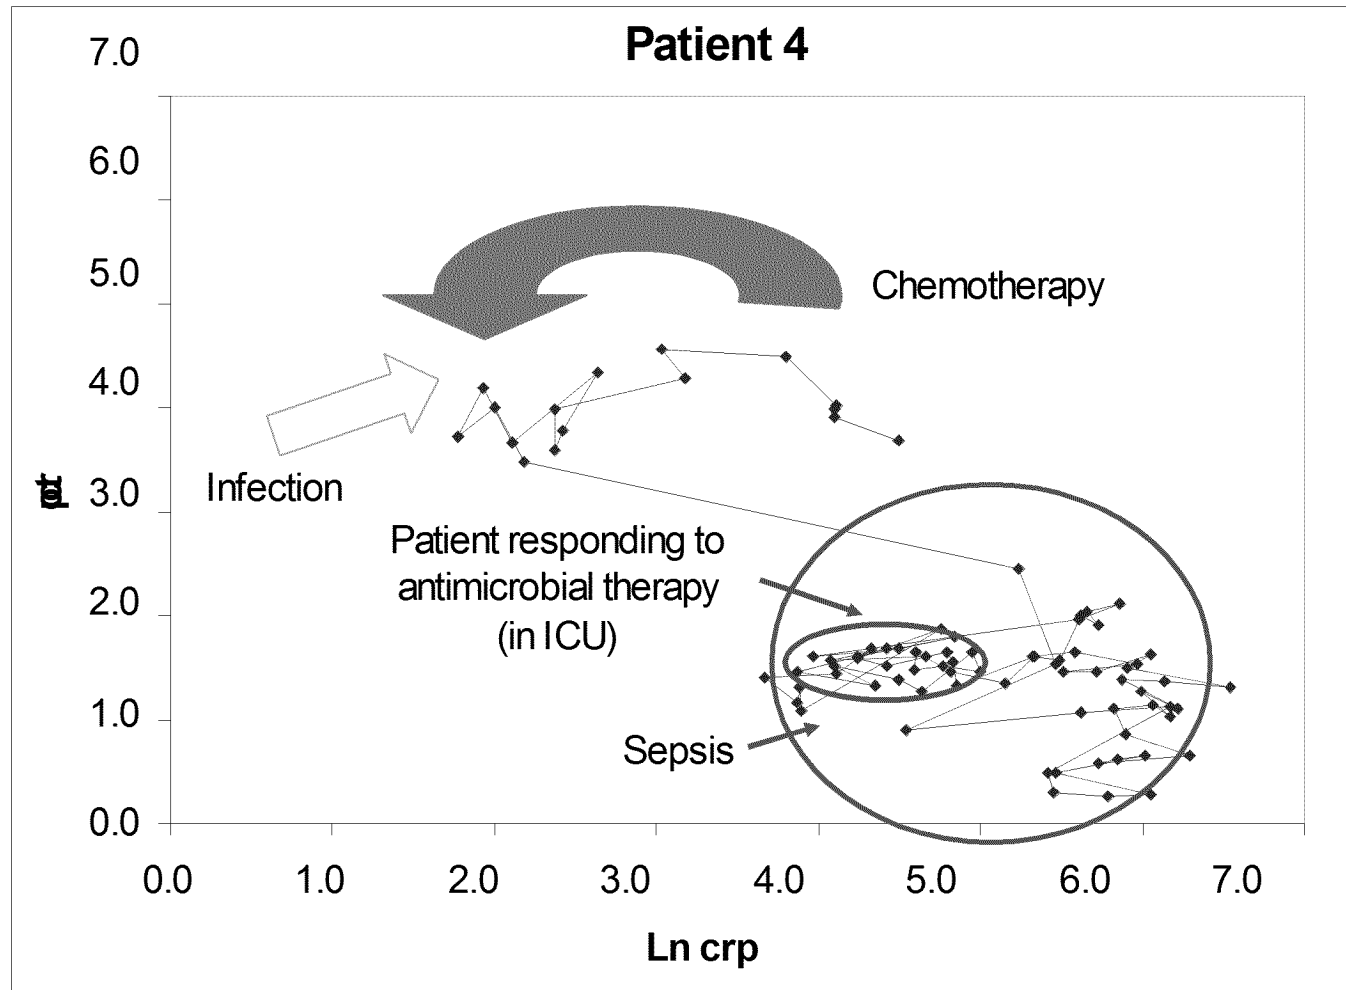 Patient 4
7.0
6.0
5.0
4.0
3.0
2.0
1.0
0.0
Chemotherapy
Infection
Patient responding to
antimicrobial therapy
(in ICU)
Sepsis
0.0 1.0 2.0 3.0 4.0 5.0 6.0 7.0
Ln crp